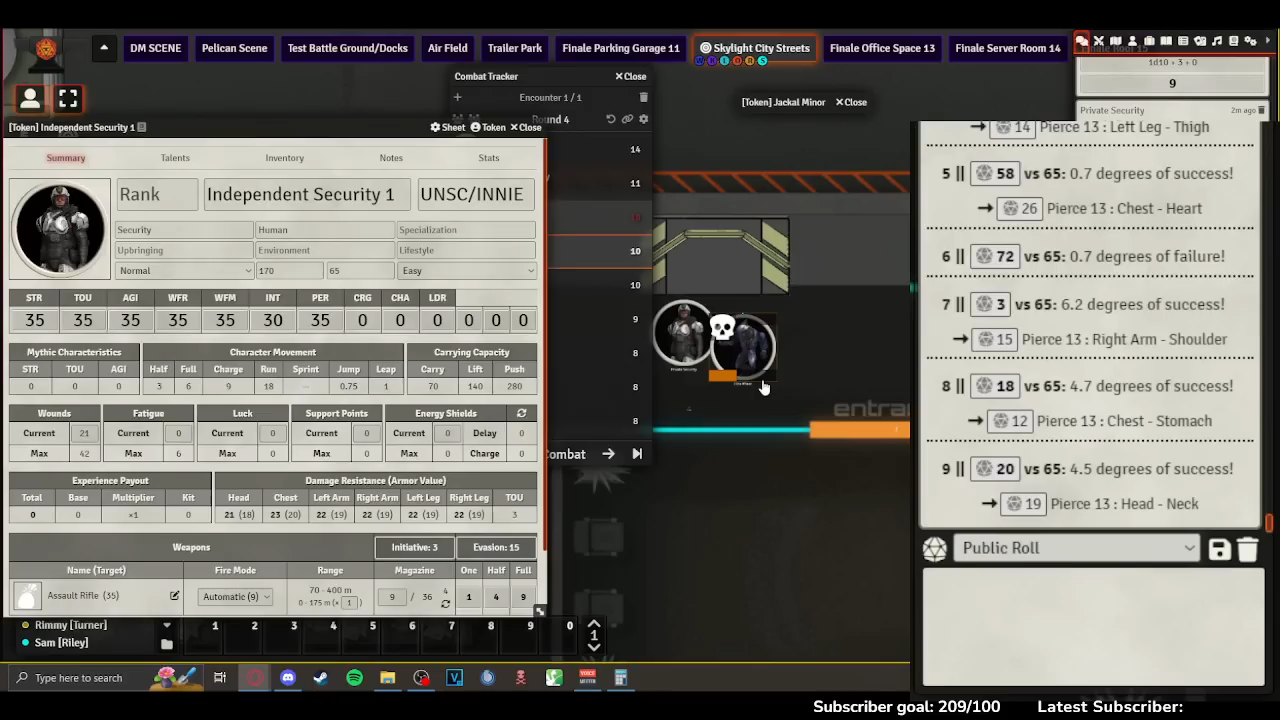 DM SCENE Pelican Scene Test Battle Ground/Docks Air Field Trailer Park Finale Parking Garage 11 Skylight City Streets Finale Office Space 13 Finale Server Room 14
Combat Tracker Close
Encounter 1 / 1
Round 4
[Token] Jackal Minor Close
1d10 + 3 + 0
9
Private Security 2m ago
[Token] Independent Security 1 Sheet Token Close
Summary Talents Inventory Notes Stats
Rank Independent Security 1 UNSC/INNIE
Security Human Specialization
Upbringing Environment Lifestyle
Normal 170 65 Easy
STR TOU AGI WFR WFM INT PER CRG CHA LDR
35 35 35 35 35 30 35 0 0 0 0 0 0
Mythic Characteristics Character Movement Carrying Capacity
STR TOU AGI Half Full Charge Run Sprint Jump Leap Carry Lift Push
0 0 0 3 6 9 18 -- 0.75 1 70 140 280
Wounds Fatigue Luck Support Points Energy Shields
Current 21 Current 0 Current 0 Current 0 Current 0 Delay 0
Max 42 Max 6 Max 0 Max 0 Max 0 Charge 0
Experience Payout Damage Resistance (Armor Value)
Total Base Multiplier Kit Head Chest Left Arm Right Arm Left Leg Right Leg TOU
0 0 ×1 0 21 (18) 23 (20) 22 (19) 22 (19) 22 (19) 22 (19) 3
Weapons Initiative: 3 Evasion: 15
Name (Target) Fire Mode Range Magazine One Half Full
Assault Rifle (35) Automatic (9) 70 - 400 m 9 / 36 4 1 4 9
0 - 175 m (× 1 )
Rimmy [Turner] 1 2 3 4 5 6 7 8 9 0 1
Sam [Riley]
14
11
10
10
10
9
8
8
8
Combat
Private Security
entran
14 Pierce 13 : Left Leg - Thigh
5 || 58 vs 65: 0.7 degrees of success!
26 Pierce 13 : Chest - Heart
6 || 72 vs 65: 0.7 degrees of failure!
7 || 3 vs 65: 6.2 degrees of success!
15 Pierce 13 : Right Arm - Shoulder
8 || 18 vs 65: 4.7 degrees of success!
12 Pierce 13 : Chest - Stomach
9 || 20 vs 65: 4.5 degrees of success!
19 Pierce 13 : Head - Neck
Public Roll
Type here to search
Subscriber goal: 209/100 Latest Subscriber: